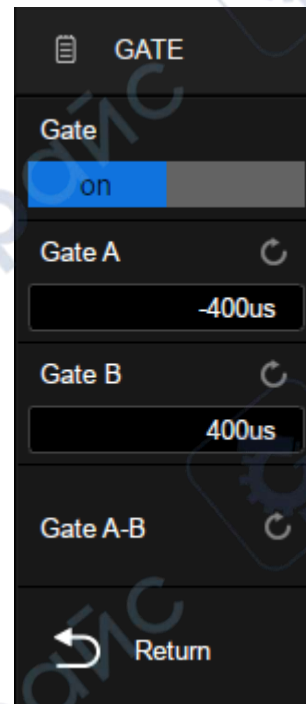 GATE
Gate
on
Gate A
-400us
Gate B
400us
Gate A-B
Return